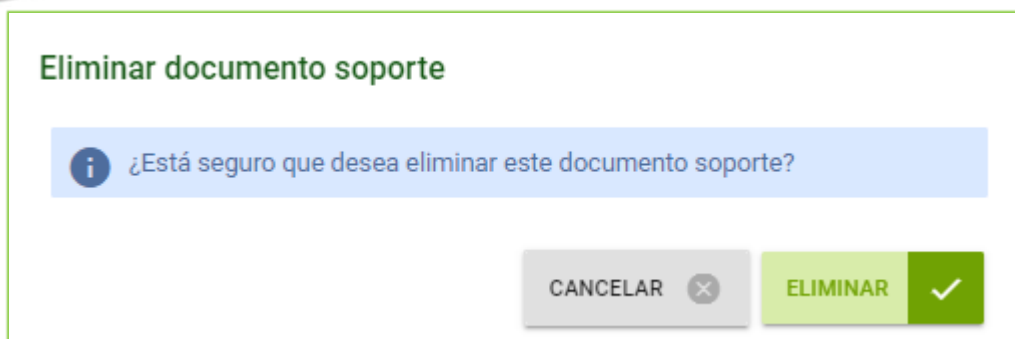 Eliminar documento soporte
¿Está seguro que desea eliminar este documento soporte?
CANCELAR ELIMINAR